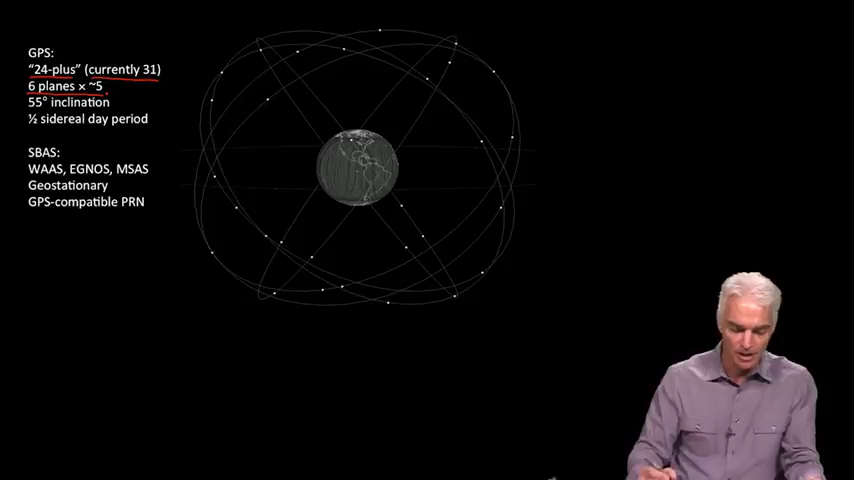 GPS:
“24-plus” (currently 31)
6 planes × ~5
55° inclination
½ sidereal day period
SBAS:
WAAS, EGNOS, MSAS
Geostationary
GPS-compatible PRN